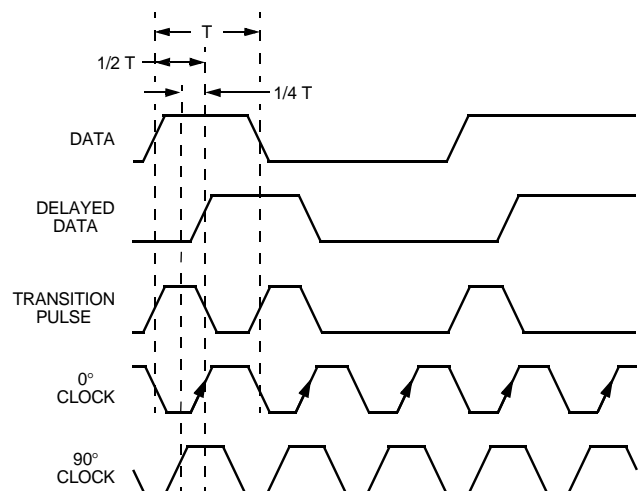 T
1/2 T
1/4 T
DATA
DELAYED
DATA
TRANSITION
PULSE
0°
CLOCK
90°
CLOCK